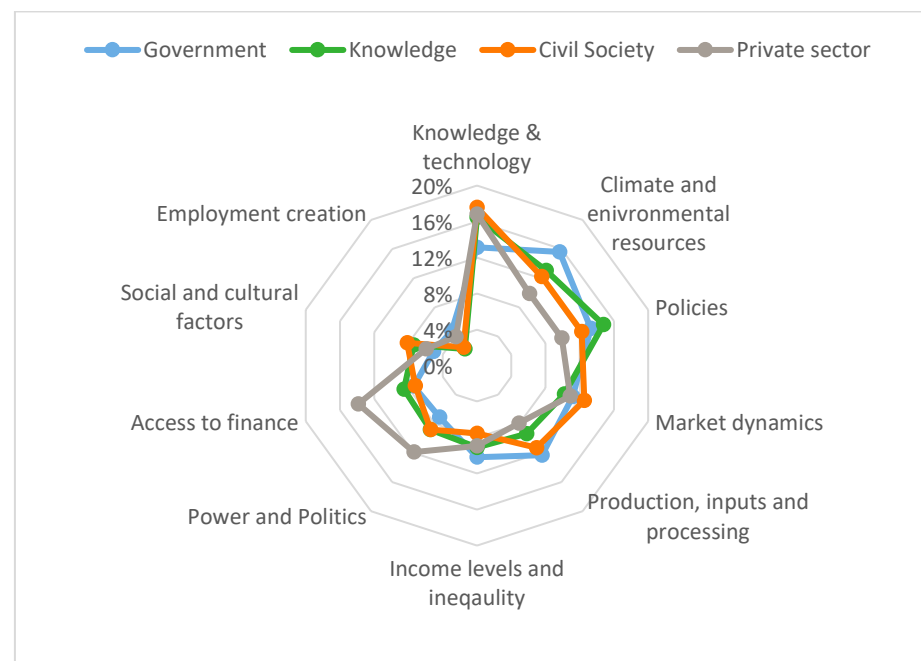 Government Knowledge Civil Society Private sector
Knowledge &
technology
20%
16%
12%
8%
4%
0%
Climate and
enivronmental
resources
Policies
Market dynamics
Production, inputs and
processing
Income levels and
ineqaulity
Power and Politics
Access to finance
Social and cultural
factors
Employment creation